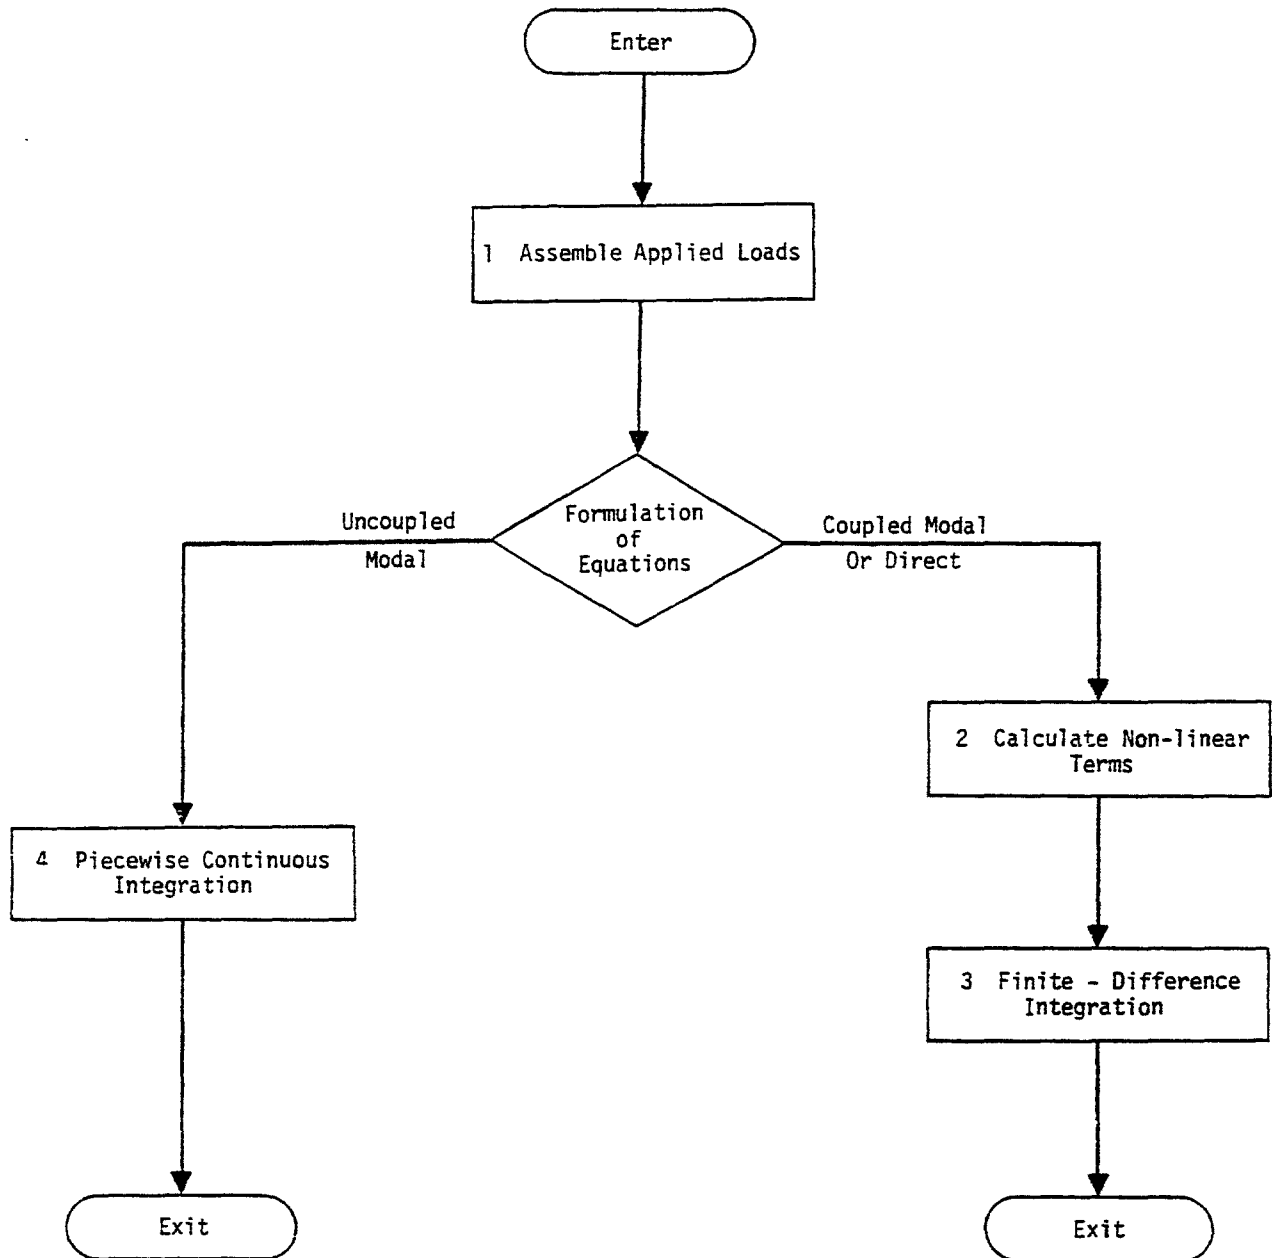 Enter
1 Assemble Applied Loads
Formulation
of
Equations
Uncoupled
Modal
Coupled Modal
Or Direct
2 Calculate Non-linear
Terms
4 Piecewise Continuous
Integration
3 Finite - Difference
Integration
Exit
Exit